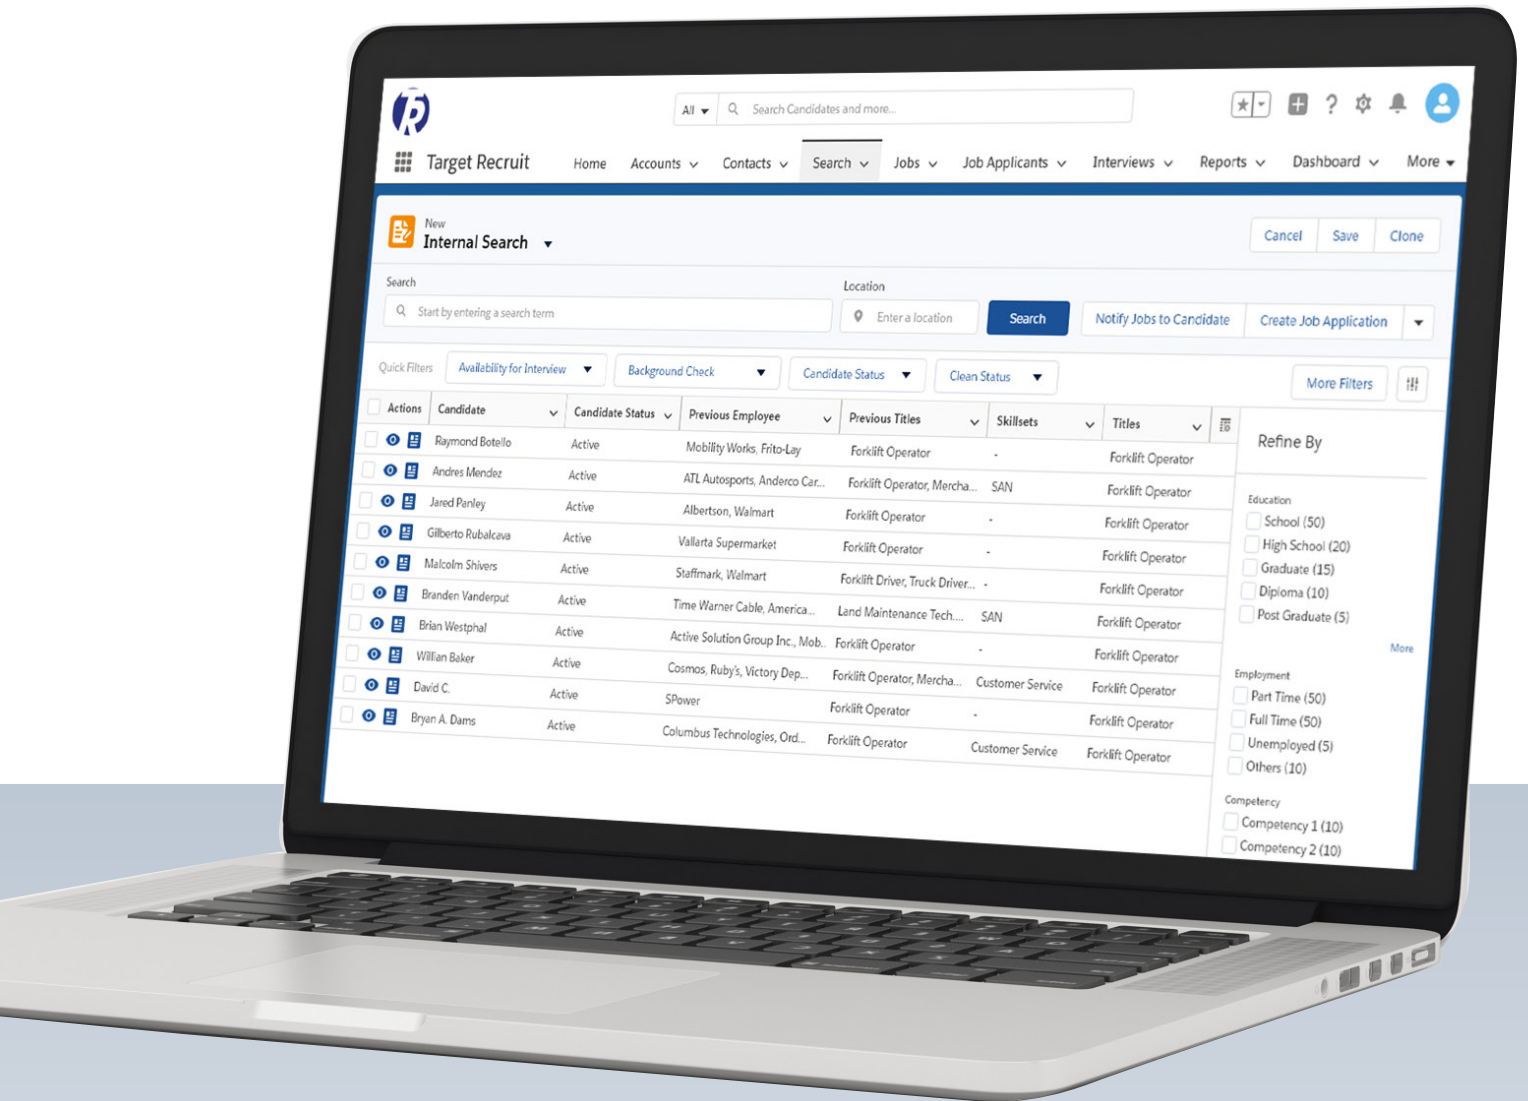 TR
All Search Candidates and more...
Target Recruit Home Accounts Contacts Search Jobs Job Applicants Interviews Reports Dashboard More
New
Internal Search
Cancel Save Clone
Search Location
Start by entering a search term Enter a location Search Notify Jobs to Candidate Create Job Application
Quick Filters Availability for Interview Background Check Candidate Status Clean Status More Filters
Actions Candidate Candidate Status Previous Employee Previous Titles Skillsets Titles
Raymond Botello Active Mobility Works, Frito-Lay Forklift Operator - Forklift Operator
Andres Mendez Active ATL Autosports, Anderco Car... Forklift Operator, Mercha... SAN Forklift Operator
Jared Panley Active Albertson, Walmart Forklift Operator - Forklift Operator
Gilberto Rubalcava Active Vallarta Supermarket Forklift Operator - Forklift Operator
Malcolm Shivers Active Staffmark, Walmart Forklift Driver, Truck Driver... - Forklift Operator
Branden Vanderput Active Time Warner Cable, America... Land Maintenance Tech.... SAN Forklift Operator
Brian Westphal Active Active Solution Group Inc., Mob.. Forklift Operator - Forklift Operator
Willian Baker Active Cosmos, Ruby's, Victory Dep... Forklift Operator, Mercha... Customer Service Forklift Operator
David C. Active SPower Forklift Operator - Forklift Operator
Bryan A. Dams Active Columbus Technologies, Ord... Forklift Operator Customer Service Forklift Operator
Refine By
Education
School (50)
High School (20)
Graduate (15)
Diploma (10)
Post Graduate (5)
More
Employment
Part Time (50)
Full Time (50)
Unemployed (5)
Others (10)
Competency
Competency 1 (10)
Competency 2 (10)